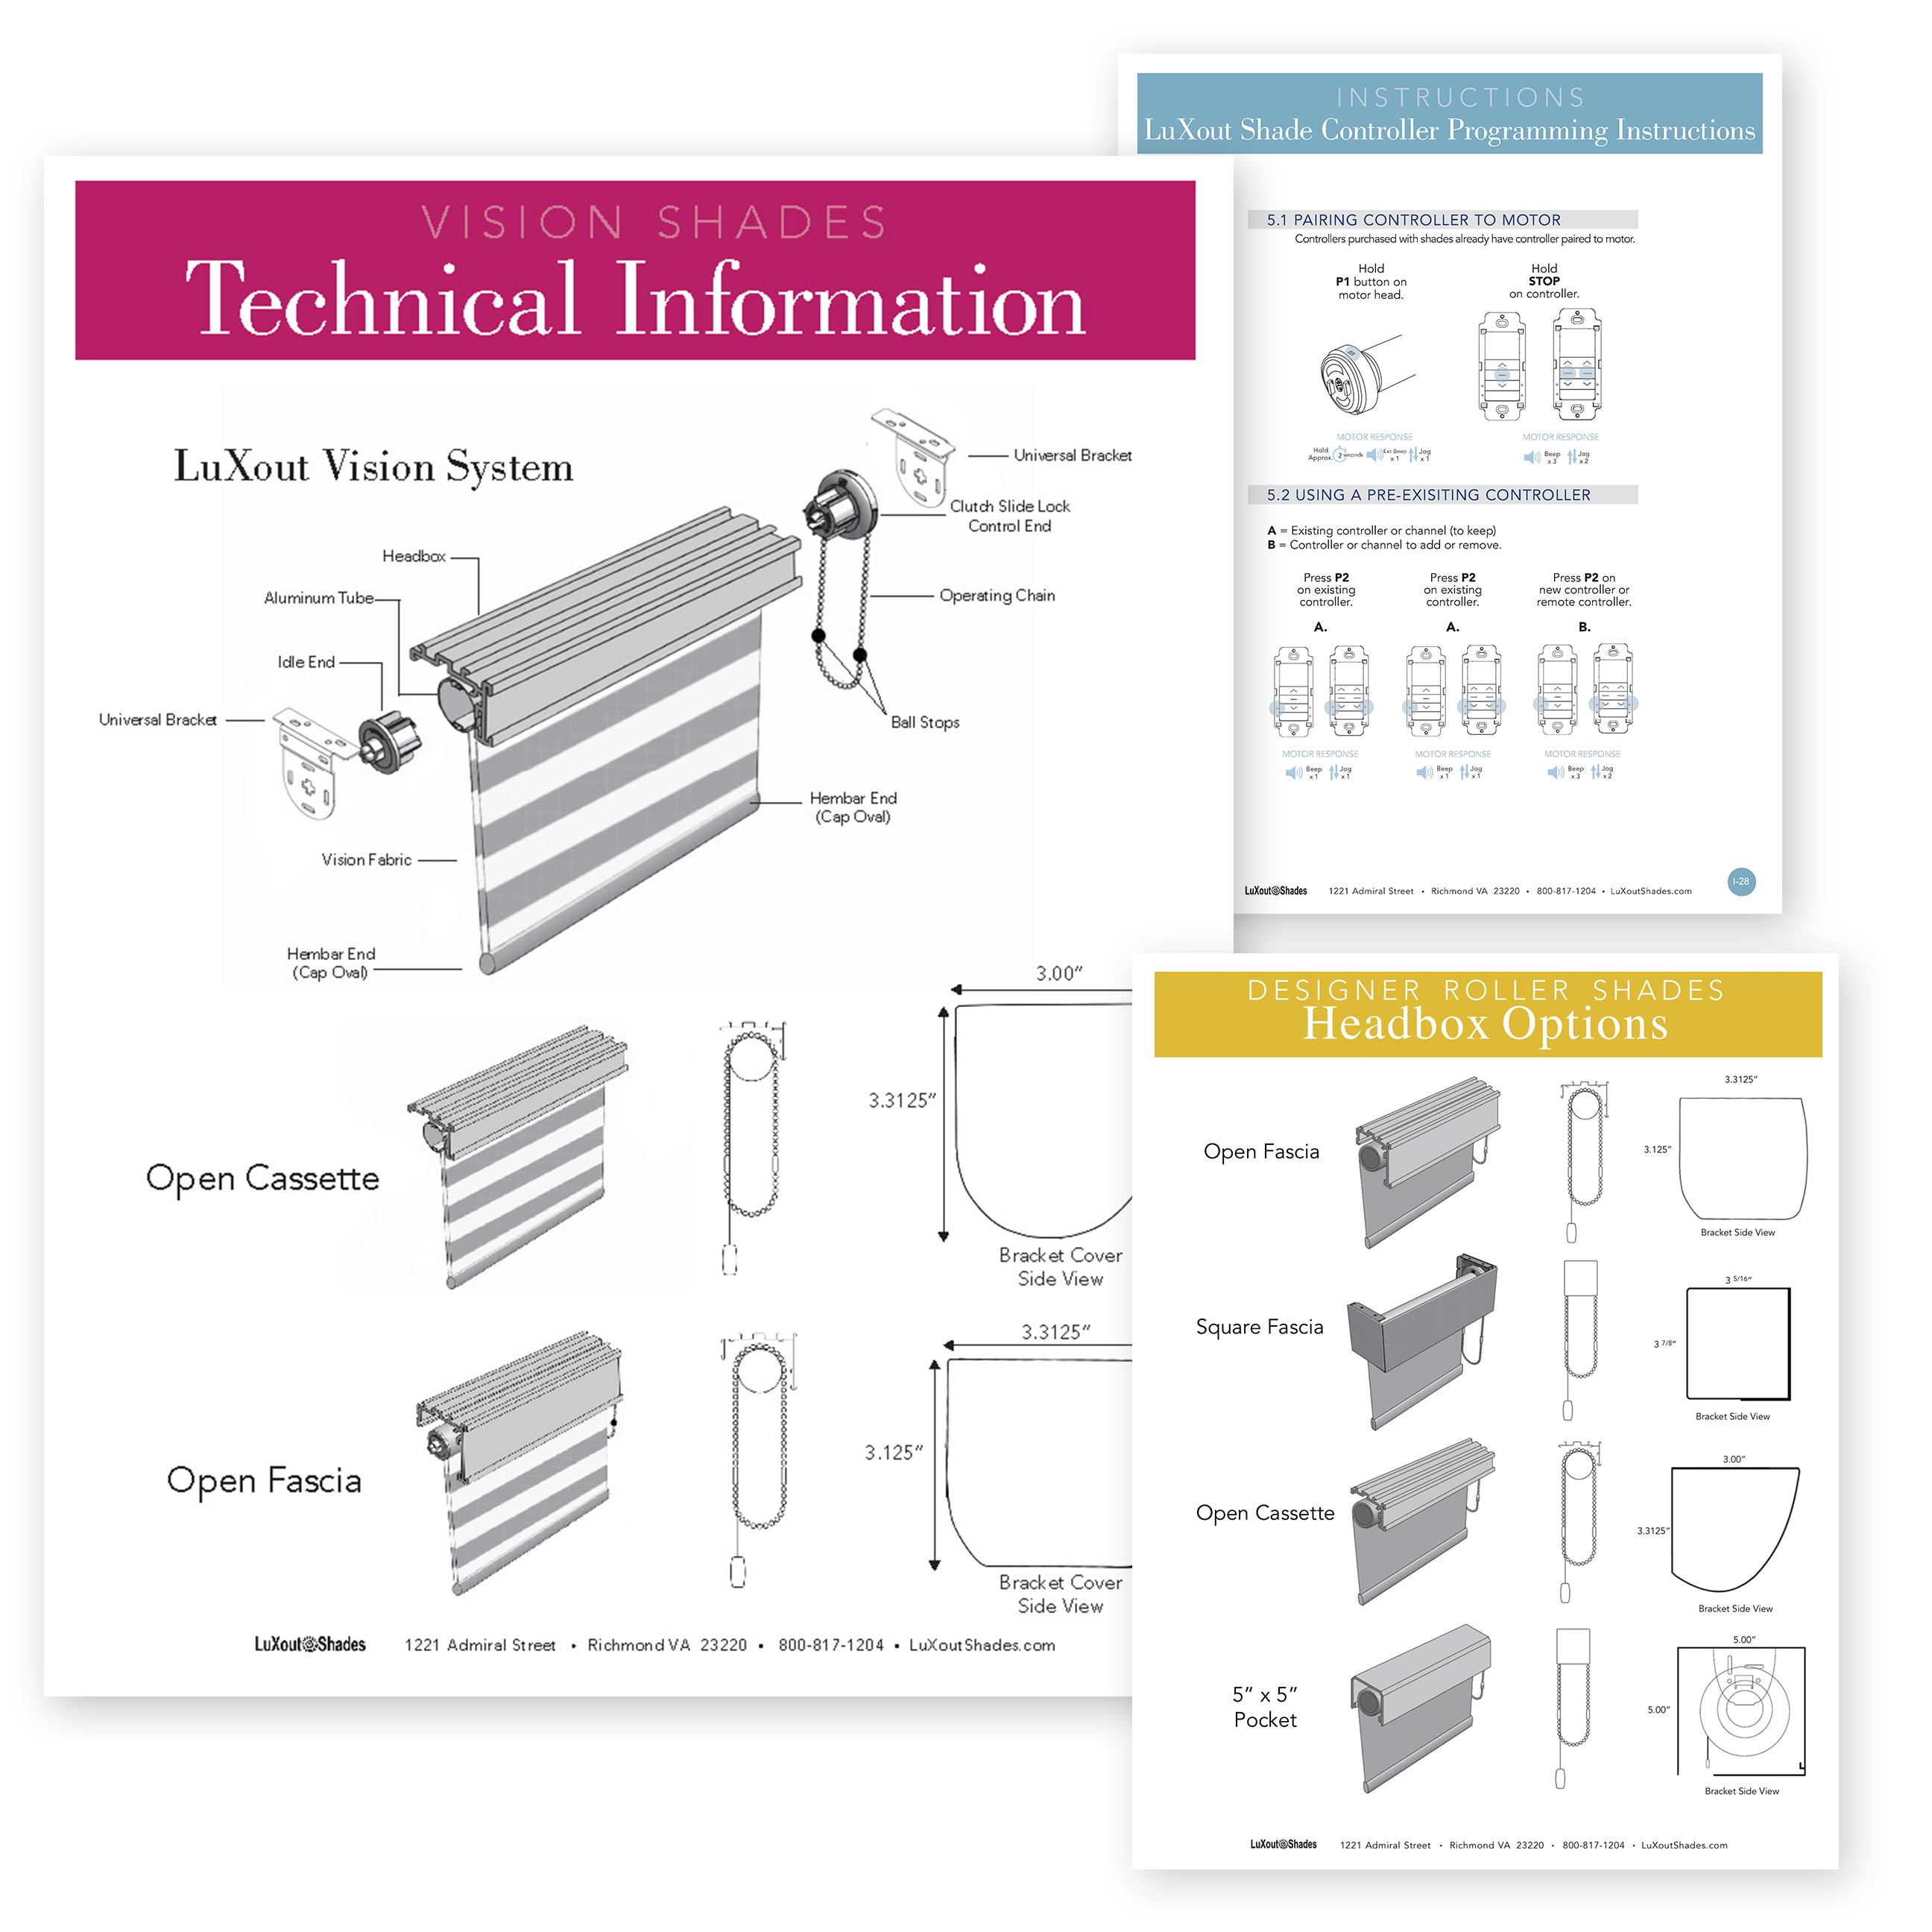 VISION SHADES
Technical Information
LuXout Vision System
Universal Bracket
Clutch Slide Lock
Control End
Headbox
Aluminum Tube
Operating Chain
Idle End
Universal Bracket
Ball Stops
Hembar End
(Cap Oval)
Vision Fabric
Hembar End
(Cap Oval)
3.00"
3.3125"
Open Cassette
Bracket Cover
Side View
3.3125"
3.125"
Open Fascia
Bracket Cover
Side View
LuXout Shades 1221 Admiral Street • Richmond VA 23220 • 800-817-1204 • LuXoutShades.com
INSTRUCTIONS
LuXout Shade Controller Programming Instructions
5.1 PAIRING CONTROLLER TO MOTOR
Controllers purchased with shades already have controller paired to motor.
Hold
P1 button on
motor head.
Hold
STOP
on controller.
MOTOR RESPONSE
Hold
Approx. 2 seconds
Ext. Beep
x 1
Jog
x 1
MOTOR RESPONSE
Beep
x 3
Jog
x 2
5.2 USING A PRE-EXISITING CONTROLLER
A = Existing controller or channel (to keep)
B = Controller or channel to add or remove.
Press P2
on existing
controller.
A.
Press P2
on existing
controller.
A.
Press P2 on
new controller or
remote controller.
B.
MOTOR RESPONSE
Beep
x 1
Jog
x 1
MOTOR RESPONSE
Beep
x 1
Jog
x 1
MOTOR RESPONSE
Beep
x 3
Jog
x 2
LuXout Shades 1221 Admiral Street • Richmond VA 23220 • 800-817-1204 • LuXoutShades.com
I-28
DESIGNER ROLLER SHADES
Headbox Options
Open Fascia
3.3125"
3.125"
Bracket Side View
Square Fascia
3 5/16"
3 7/8"
Bracket Side View
Open Cassette
3.00"
3.3125"
Bracket Side View
5" x 5"
Pocket
5.00"
5.00"
Bracket Side View
LuXout Shades 1221 Admiral Street • Richmond VA 23220 • 800-817-1204 • LuXoutShades.com